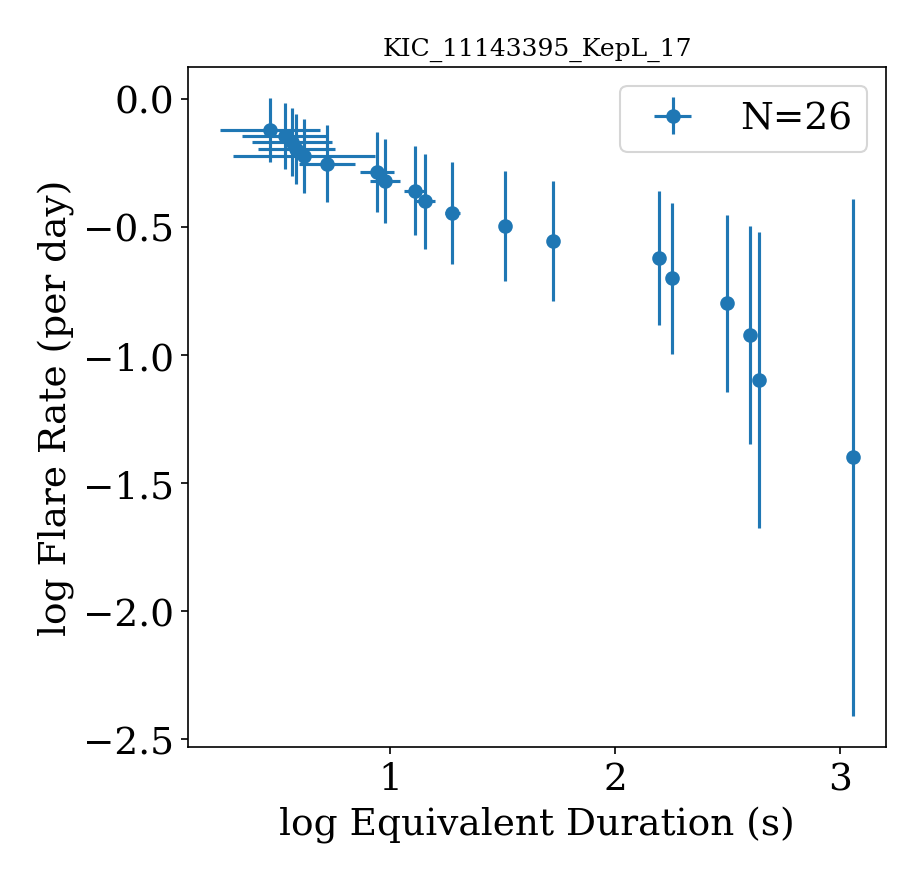 KIC_11143395_KepL_17
N=26
0.0
−0.5
−1.0
−1.5
−2.0
−2.5
log Flare Rate (per day)
1 2 3
log Equivalent Duration (s)